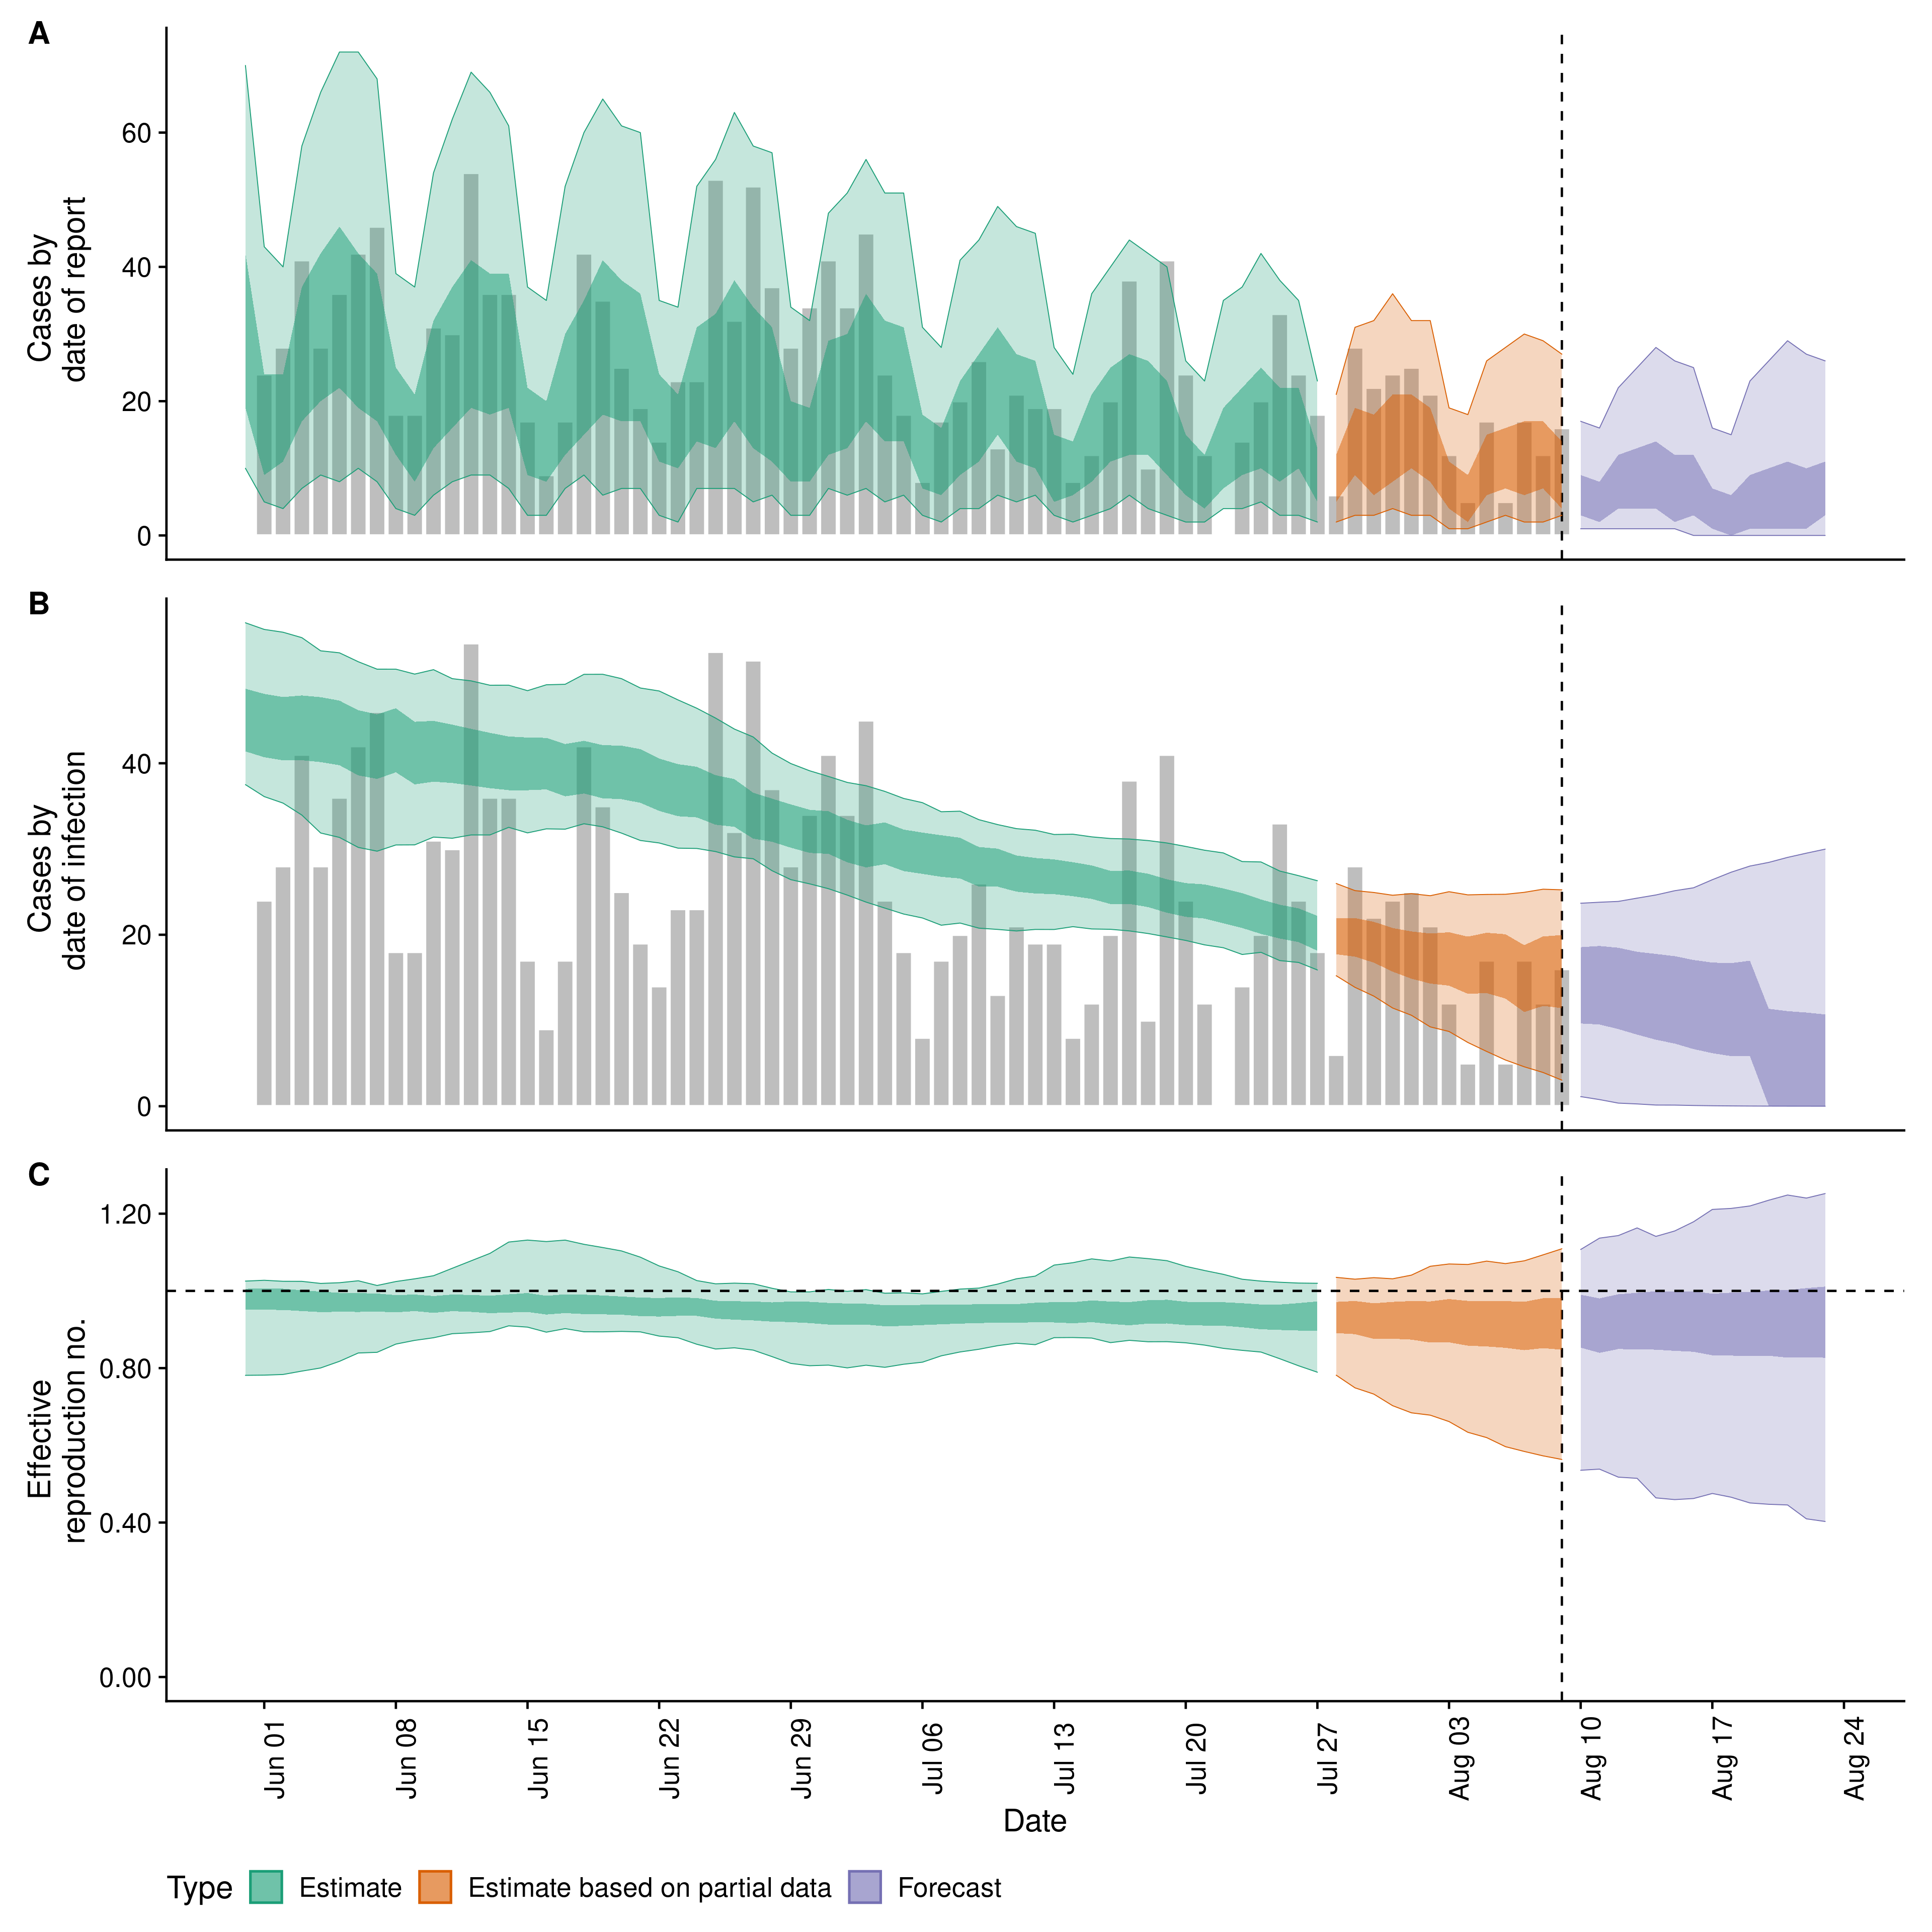 A
Cases by
date of report
60
40
20
0
B
Cases by
date of infection
40
20
0
C
Effective
reproduction no.
1.20
0.80
0.40
0.00
Jun 01
Jun 08
Jun 15
Jun 22
Jun 29
Jul 06
Jul 13
Jul 20
Jul 27
Aug 03
Aug 10
Aug 17
Aug 24
Date
Type
Estimate
Estimate based on partial data
Forecast